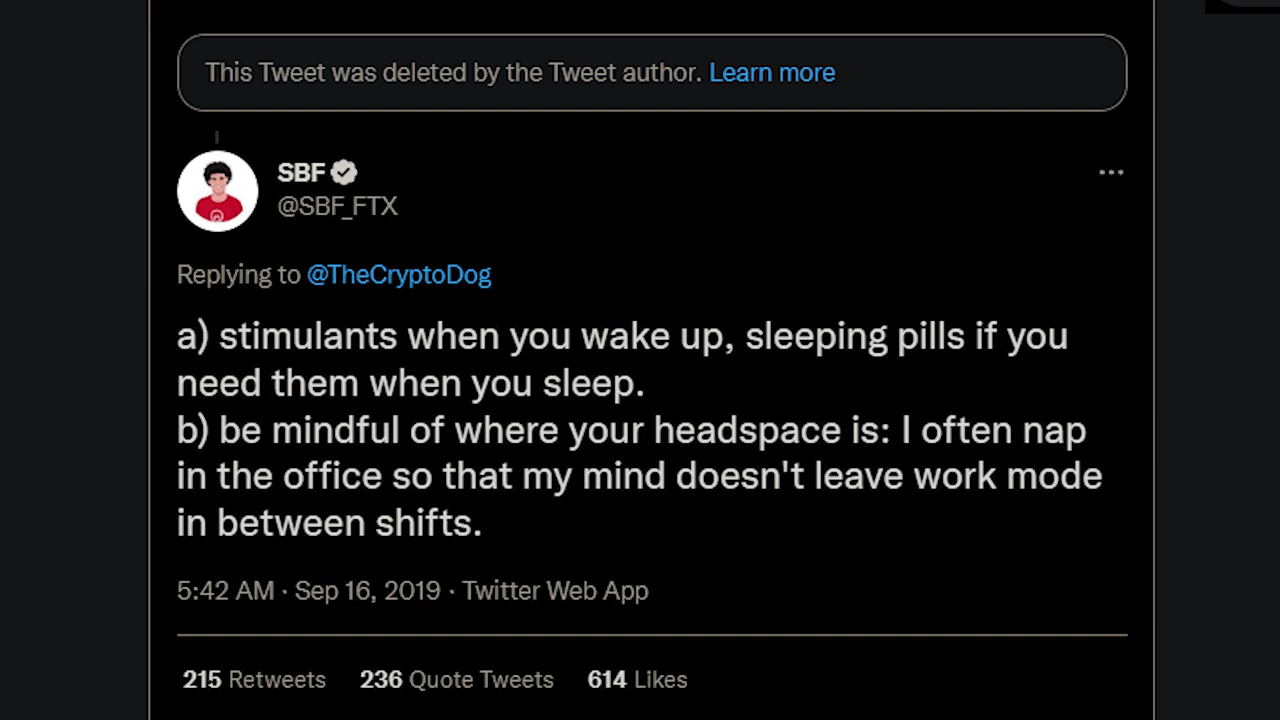 This Tweet was deleted by the Tweet author. Learn more
SBF
@SBF_FTX
Replying to @TheCryptoDog
a) stimulants when you wake up, sleeping pills if you
need them when you sleep.
b) be mindful of where your headspace is: I often nap
in the office so that my mind doesn't leave work mode
in between shifts.
5:42 AM · Sep 16, 2019 · Twitter Web App
215 Retweets 236 Quote Tweets 614 Likes